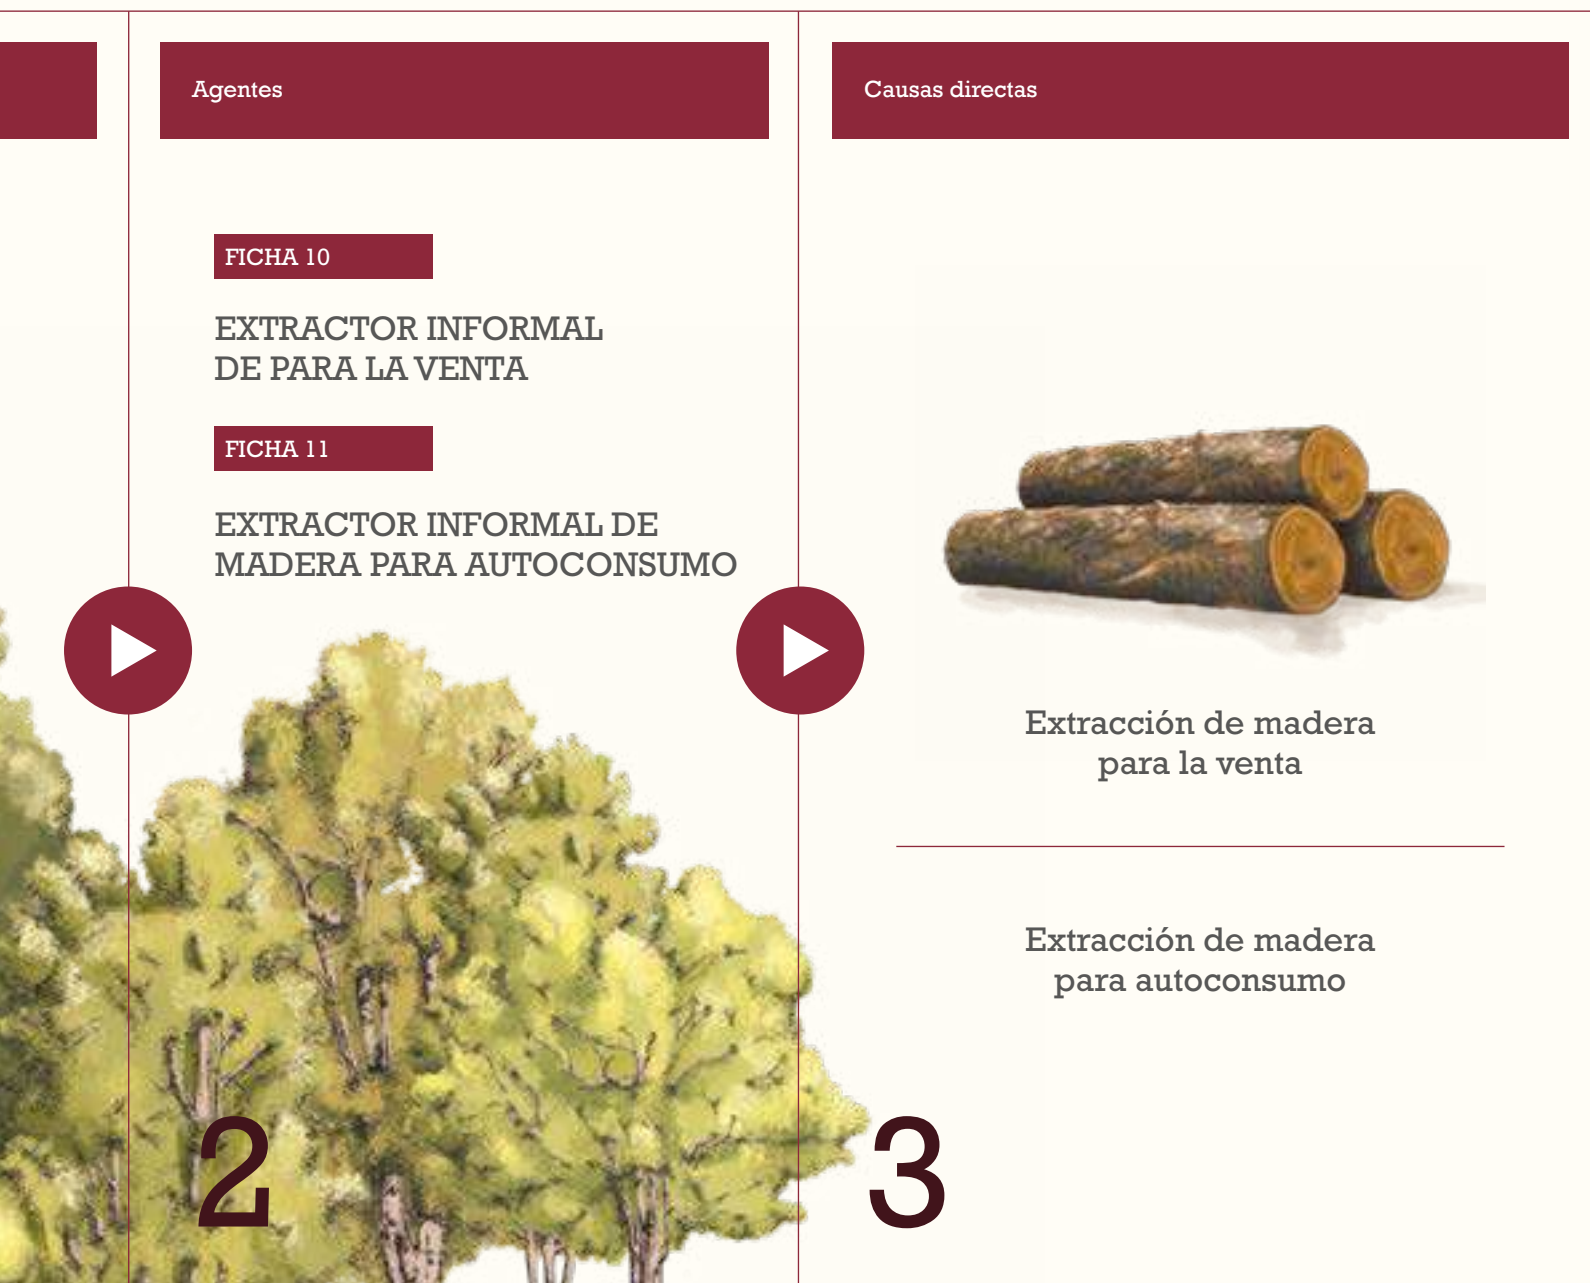 Agentes
FICHA 10
EXTRACTOR INFORMAL
DE PARA LA VENTA
FICHA 11
EXTRACTOR INFORMAL DE
MADERA PARA AUTOCONSUMO
2
Causas directas
Extracción de madera
para la venta
Extracción de madera
para autoconsumo
3